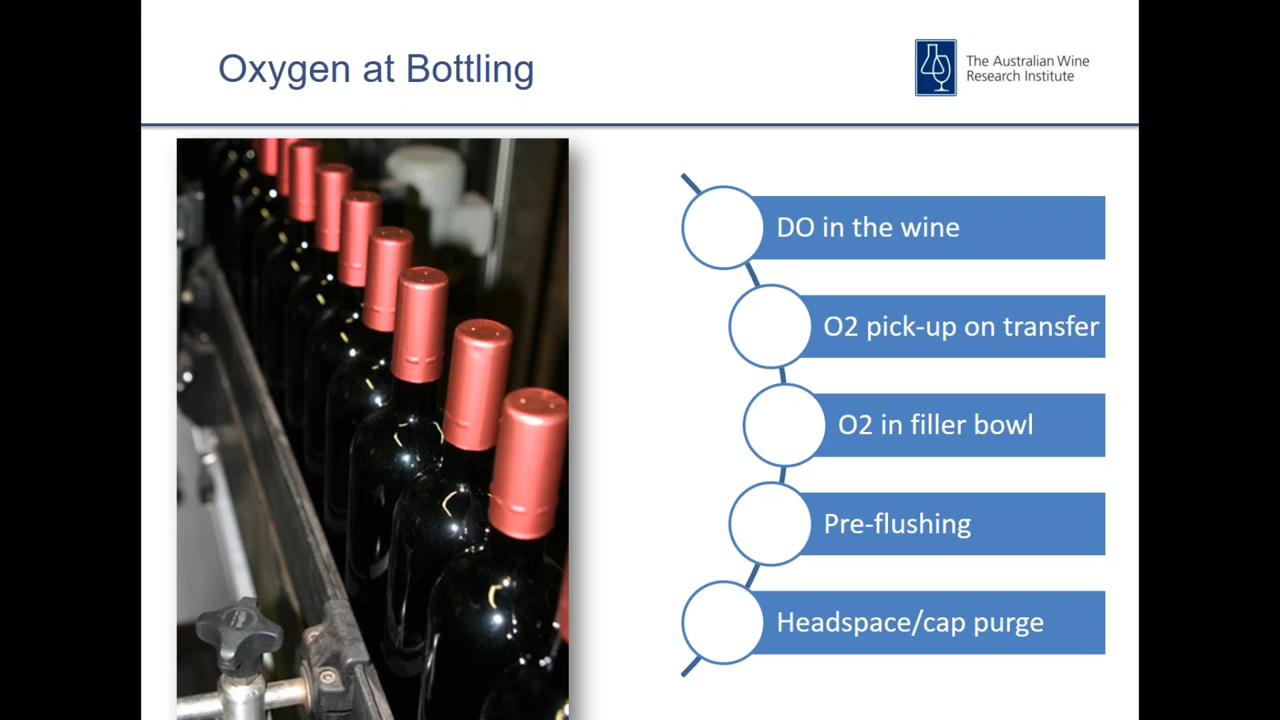 Oxygen at Bottling
The Australian Wine
Research Institute
DO in the wine
O2 pick-up on transfer
O2 in filler bowl
Pre-flushing
Headspace/cap purge